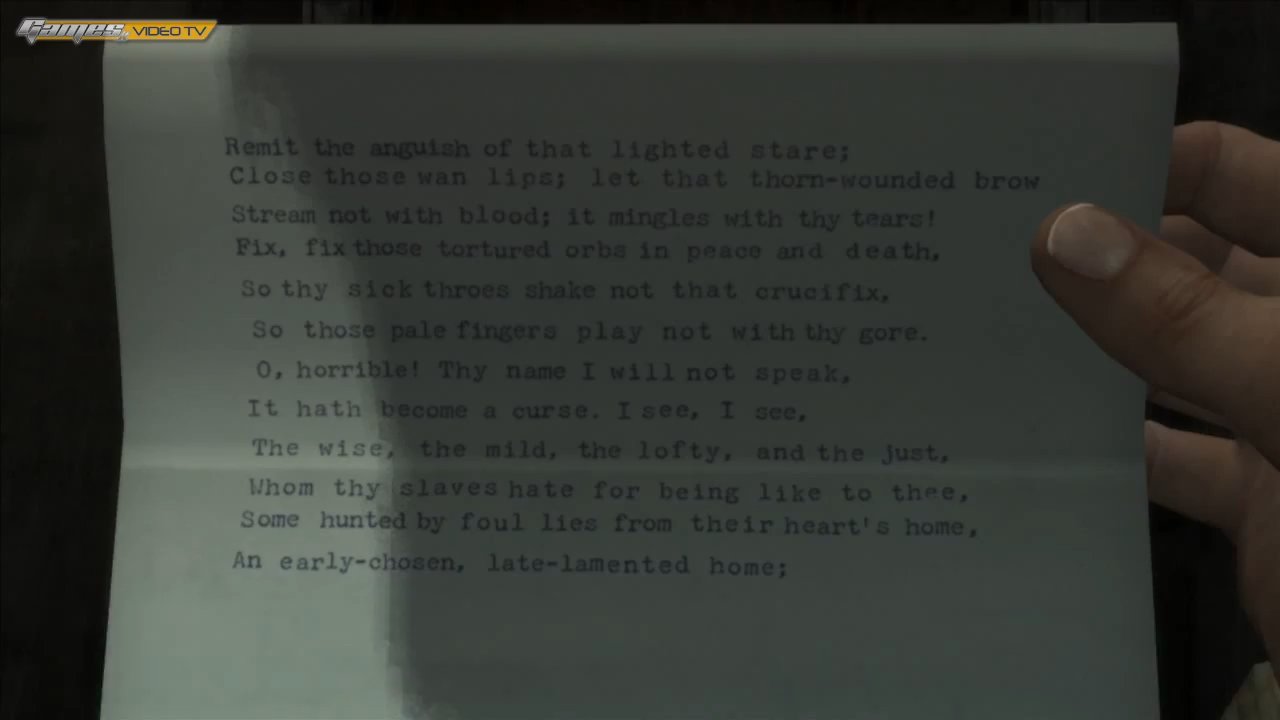 Games.it VIDEO TV
Remit the anguish of that lighted stare;
Close those wan lips; let that thorn-wounded brow
Stream not with blood; it mingles with thy tears!
Fix, fix those tortured orbs in peace and death,
So thy sick throes shake not that crucifix,
So those pale fingers play not with thy gore.
O, horrible! Thy name I will not speak,
It hath become a curse. I see, I see,
The wise, the mild, the lofty, and the just,
Whom thy slaves hate for being like to thee,
Some hunted by foul lies from their heart's home,
An early-chosen, late-lamented home;